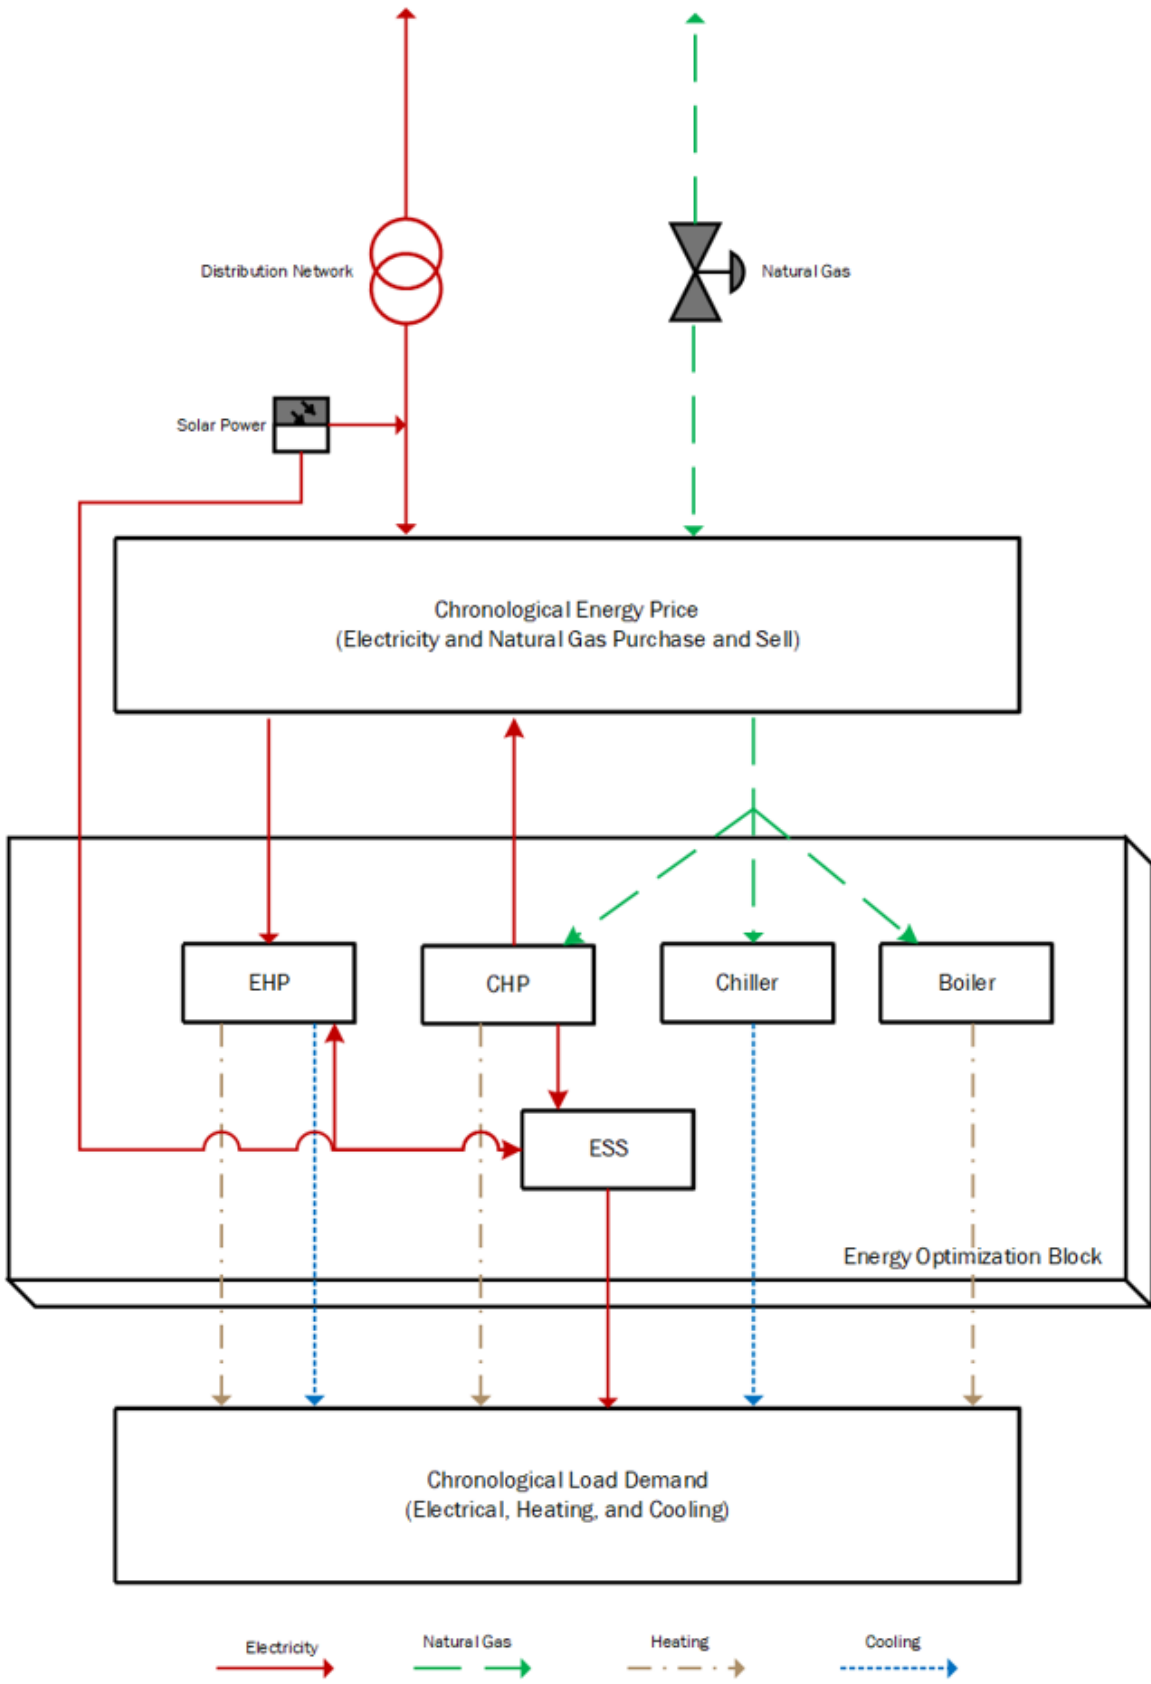 Distribution Network
Natural Gas
Solar Power
Chronological Energy Price
(Electricity and Natural Gas Purchase and Sell)
EHP
CHP
Chiller
Boiler
ESS
Energy Optimization Block
Chronological Load Demand
(Electrical, Heating, and Cooling)
Electricity
Natural Gas
Heating
Cooling